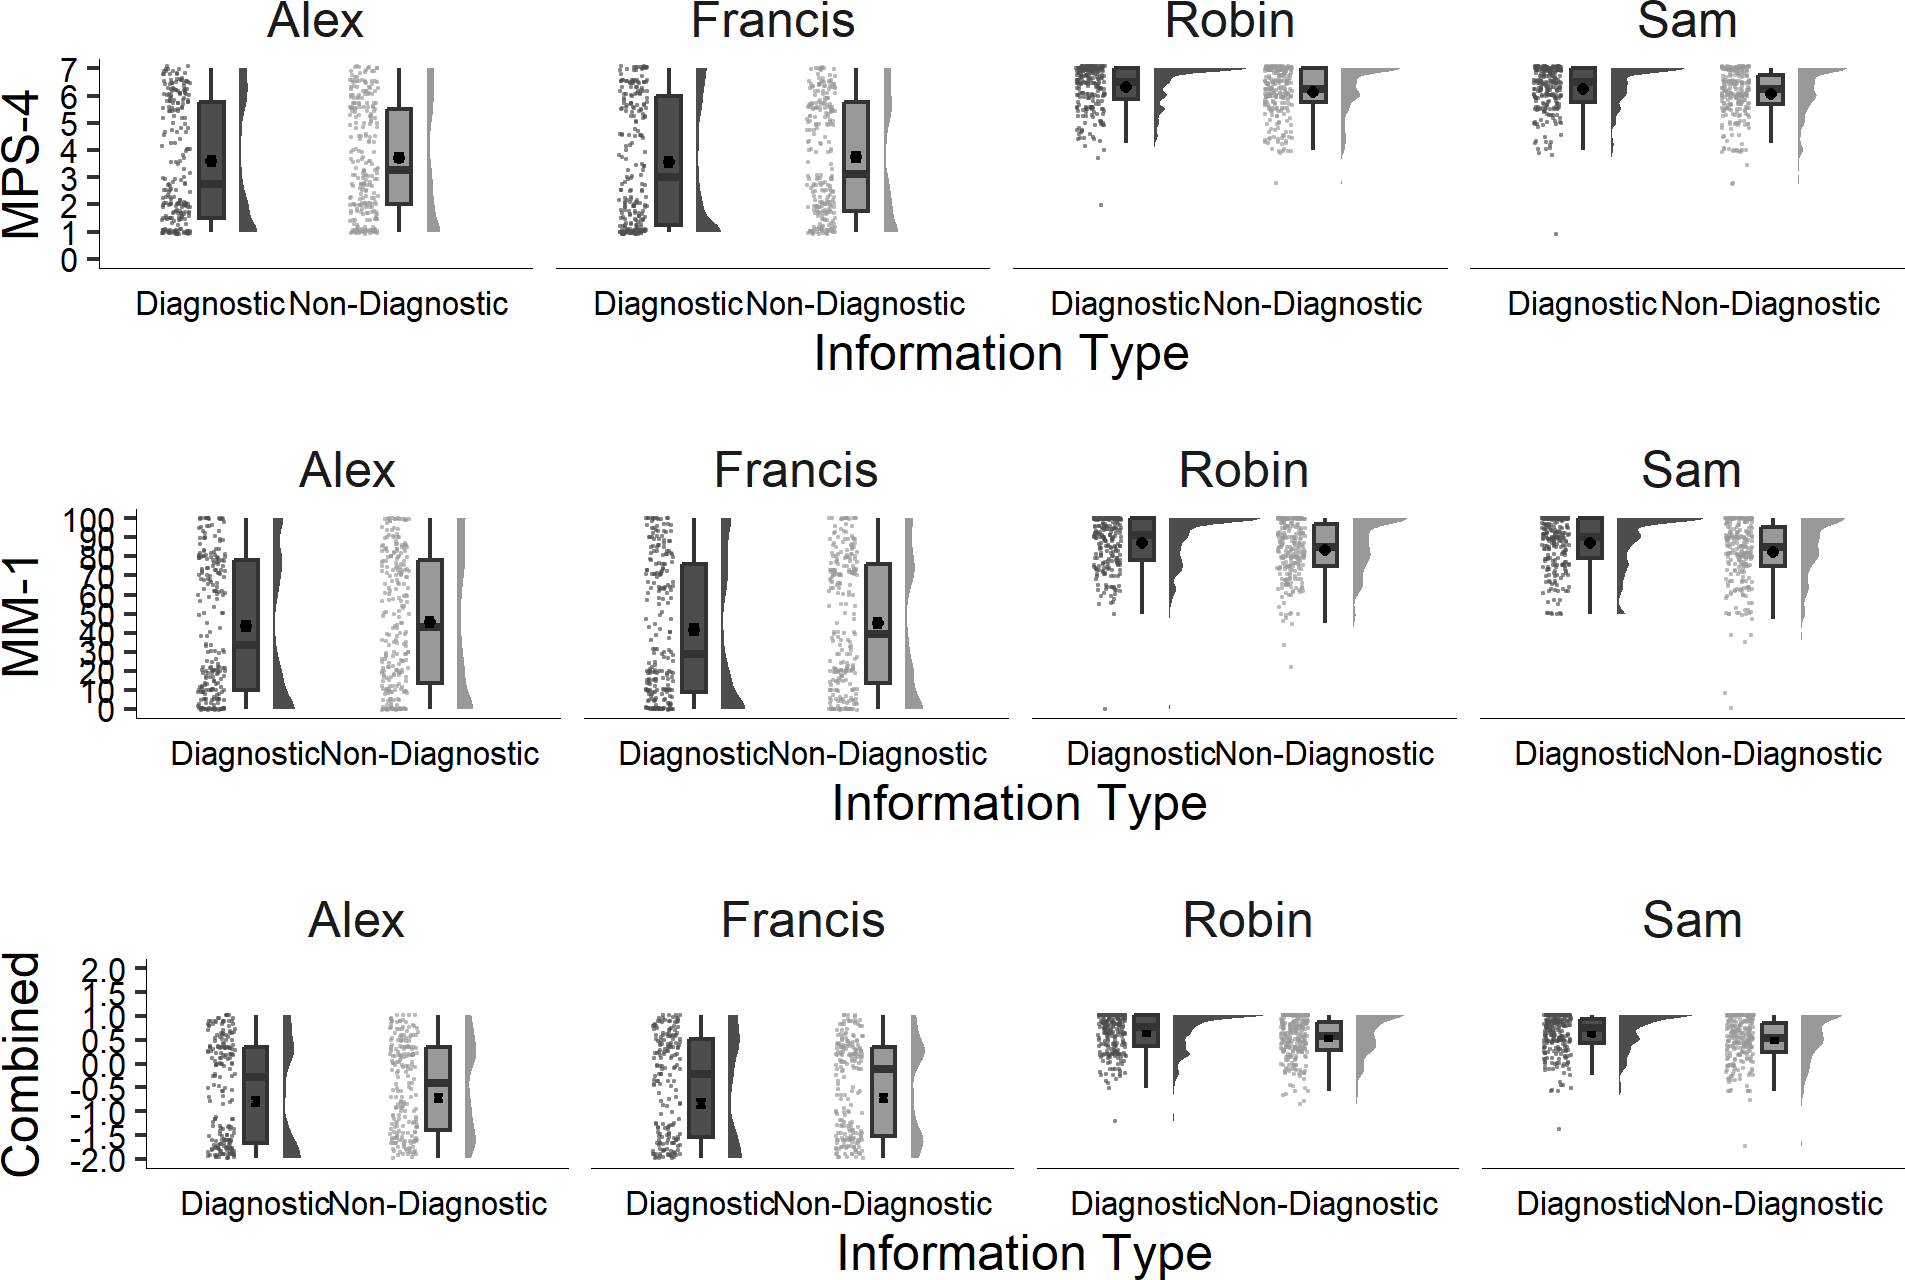 Alex Francis Robin Sam
MPS-4
7
6
5
4
3
2
1
0
Diagnostic Non-Diagnostic Diagnostic Non-Diagnostic Diagnostic Non-Diagnostic Diagnostic Non-Diagnostic
Information Type
Alex Francis Robin Sam
MM-1
100
90
80
70
60
50
40
30
20
10
0
Diagnostic Non-Diagnostic Diagnostic Non-Diagnostic Diagnostic Non-Diagnostic Diagnostic Non-Diagnostic
Information Type
Alex Francis Robin Sam
Combined
2.0
1.5
1.0
0.5
0.0
-0.5
-1.0
-1.5
-2.0
Diagnostic Non-Diagnostic Diagnostic Non-Diagnostic Diagnostic Non-Diagnostic Diagnostic Non-Diagnostic
Information Type